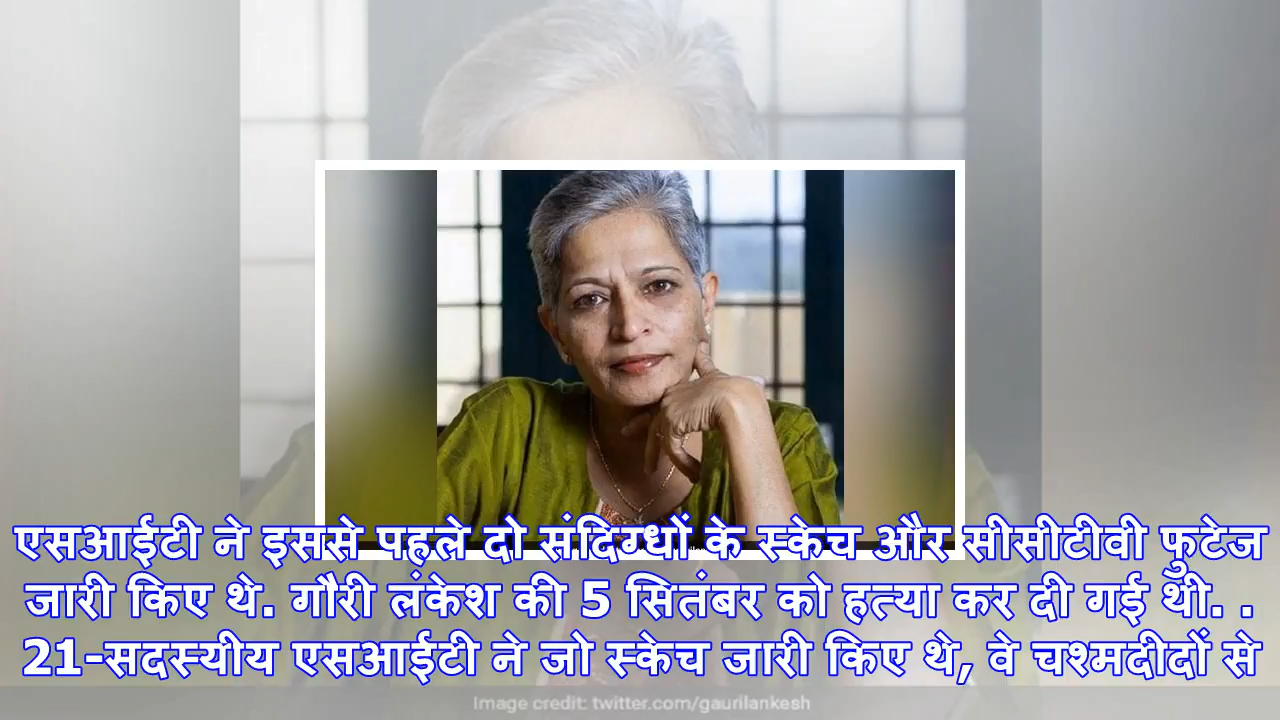 एसआईटी ने इससे पहले दो संदिग्धों के स्केच और सीसीटीवी फुटेज
जारी किए थे. गौरी लंकेश की 5 सितंबर को हत्या कर दी गई थी. .
21-सदस्यीय एसआईटी ने जो स्केच जारी किए थे, वे चश्मदीदों से
Image credit: twitter.com/gaurilankesh